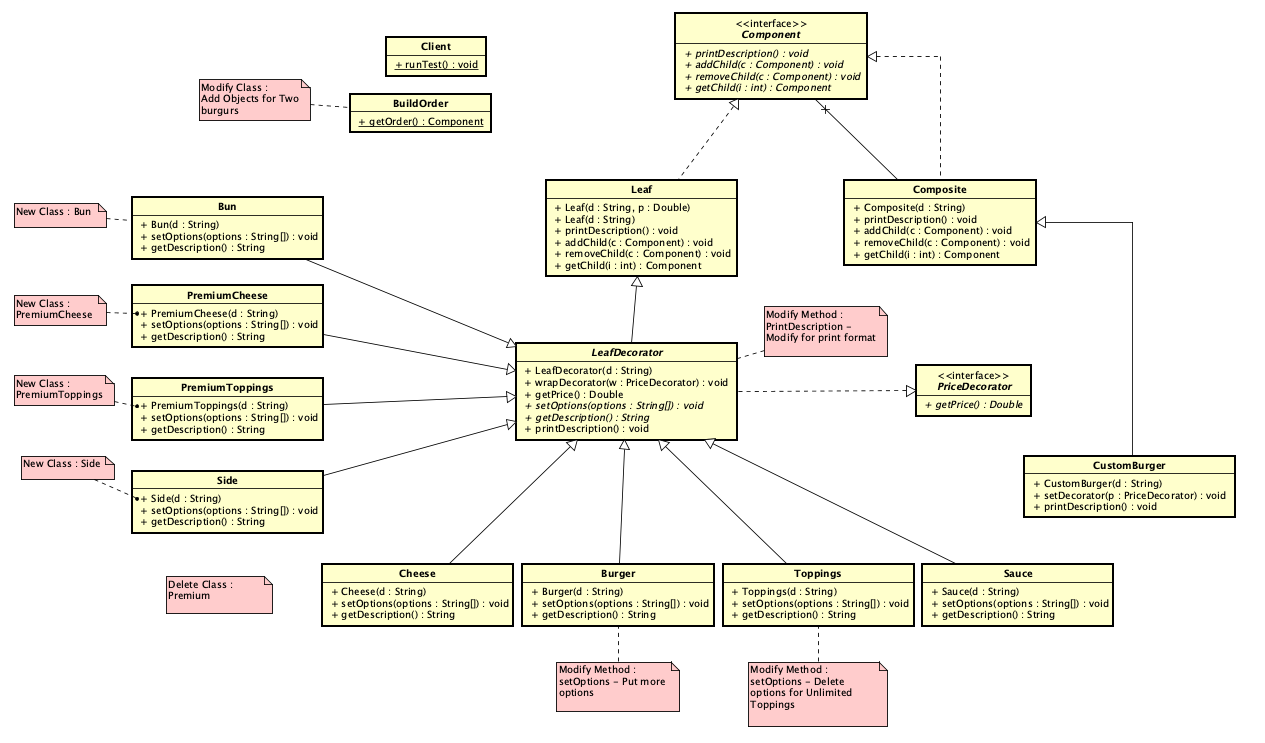 <<interface>>
Component
+ printDescription() : void
+ addChild(c : Component) : void
+ removeChild(c : Component) : void
+ getChild(i : int) : Component
Client
+ runTest() : void
Modify Class :
Add Objects for Two
burgurs
BuildOrder
+ getOrder() : Component
Leaf
+ Leaf(d : String, p : Double)
+ Leaf(d : String)
+ printDescription() : void
+ addChild(c : Component) : void
+ removeChild(c : Component) : void
+ getChild(i : int) : Component
Composite
+ Composite(d : String)
+ printDescription() : void
+ addChild(c : Component) : void
+ removeChild(c : Component) : void
+ getChild(i : int) : Component
New Class : Bun
Bun
+ Bun(d : String)
+ setOptions(options : String[]) : void
+ getDescription() : String
New Class :
PremiumCheese
PremiumCheese
+ PremiumCheese(d : String)
+ setOptions(options : String[]) : void
+ getDescription() : String
Modify Method :
PrintDescription -
Modify for print format
LeafDecorator
+ LeafDecorator(d : String)
+ wrapDecorator(w : PriceDecorator) : void
+ getPrice() : Double
+ setOptions(options : String[]) : void
+ getDescription() : String
+ printDescription() : void
<<interface>>
PriceDecorator
+ getPrice() : Double
New Class :
PremiumToppings
PremiumToppings
+ PremiumToppings(d : String)
+ setOptions(options : String[]) : void
+ getDescription() : String
New Class : Side
Side
+ Side(d : String)
+ setOptions(options : String[]) : void
+ getDescription() : String
CustomBurger
+ CustomBurger(d : String)
+ setDecorator(p : PriceDecorator) : void
+ printDescription() : void
Delete Class :
Premium
Cheese
+ Cheese(d : String)
+ setOptions(options : String[]) : void
+ getDescription() : String
Burger
+ Burger(d : String)
+ setOptions(options : String[]) : void
+ getDescription() : String
Toppings
+ Toppings(d : String)
+ setOptions(options : String[]) : void
+ getDescription() : String
Sauce
+ Sauce(d : String)
+ setOptions(options : String[]) : void
+ getDescription() : String
Modify Method :
setOptions - Put more
options
Modify Method :
setOptions - Delete
options for Unlimited
Toppings